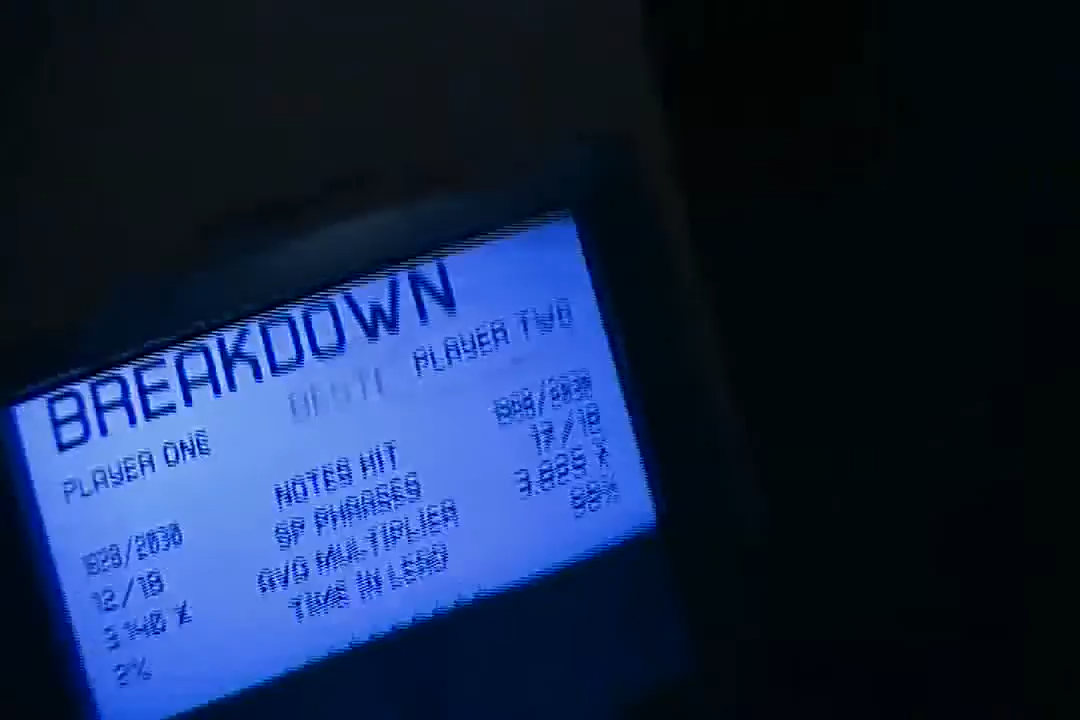 BREAKDOWN
PLAYER ONE PLAYER TWO
NOTES HIT
12/18 SP PHRASES 17/18
AVG MULTIPLIER
2% TIME IN LEAD 98%